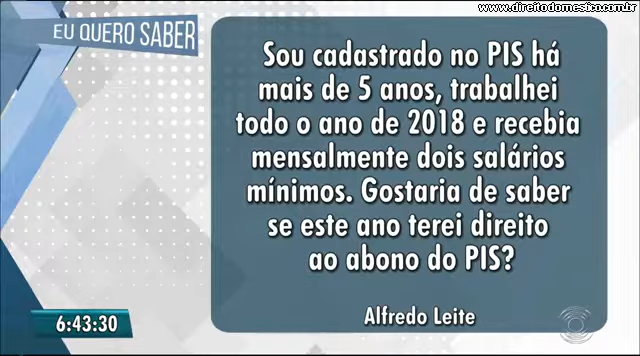 www.direitodomestico.com.br
EU QUERO SABER
Sou cadastrado no PIS há
mais de 5 anos, trabalhei
todo o ano de 2018 e recebia
mensalmente dois salários
mínimos. Gostaria de saber
se este ano terei direito
ao abono do PIS?
Alfredo Leite
6:43:30